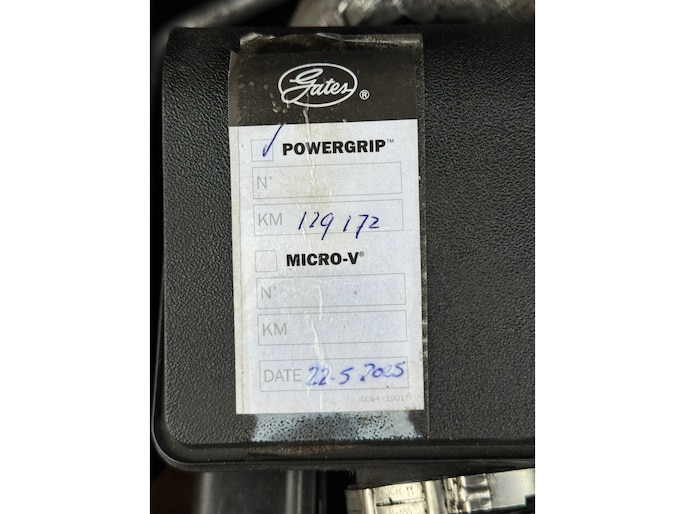 Gates®
POWERGRIP™
N°
KM 129 172
MICRO-V®
N°
KM
DATE 22-5 2025